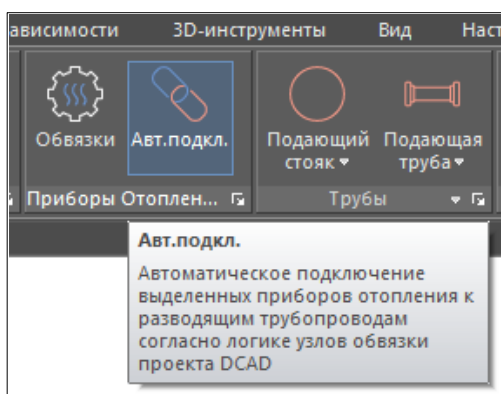 ависимости 3D-инструменты Вид Наст
Обвязки Авт.подкл. Подающий стояк Подающая труба
Приборы Отоплен... Трубы
Авт.подкл.
Автоматическое подключение
выделенных приборов отопления к
разводящим трубопроводам
согласно логике узлов обвязки
проекта DCAD